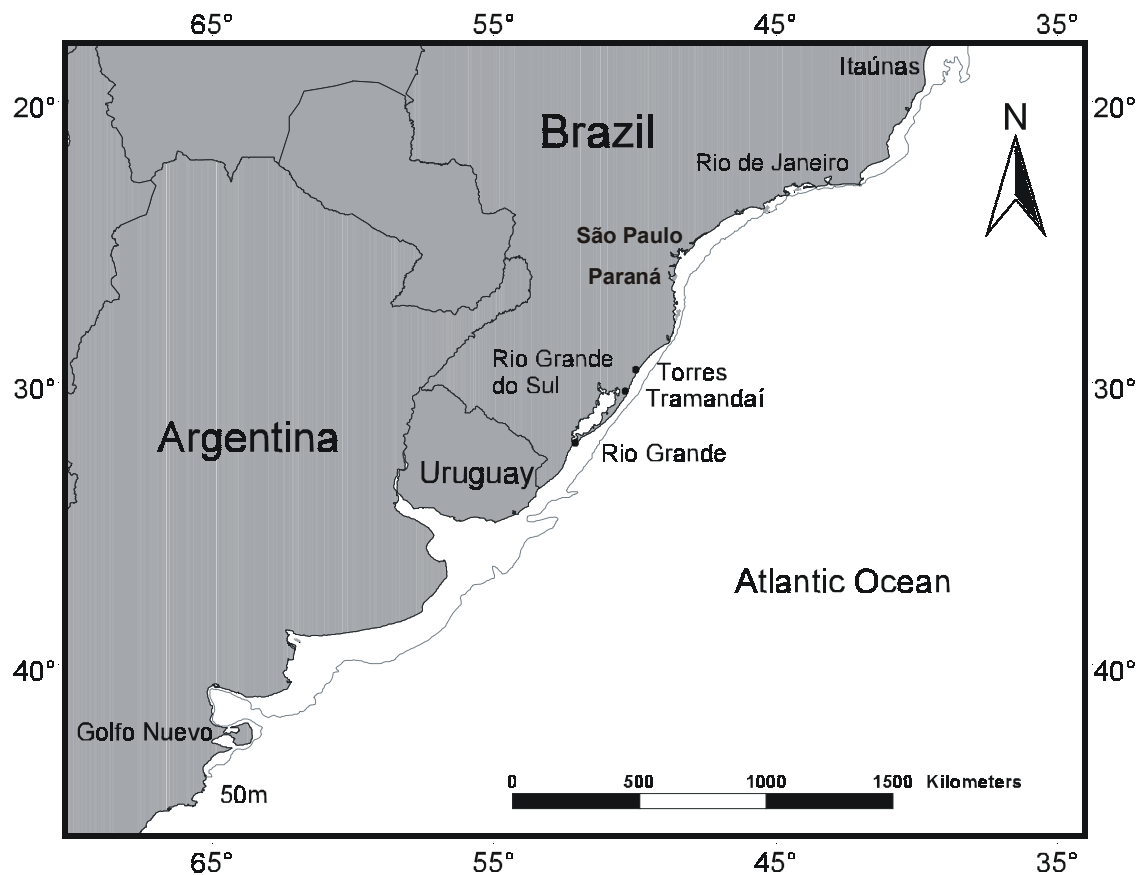 65° 55° 45° 35°
Itaúnas
20° 20°
N
Brazil
Rio de Janeiro
São Paulo
Paraná
Rio Grande
do Sul
Torres
30° 30°
Tramandaí
Argentina
Rio Grande
Uruguay
Atlantic Ocean
40° 40°
Golfo Nuevo
0 500 1000 1500 Kilometers
50m
65° 55° 45° 35°